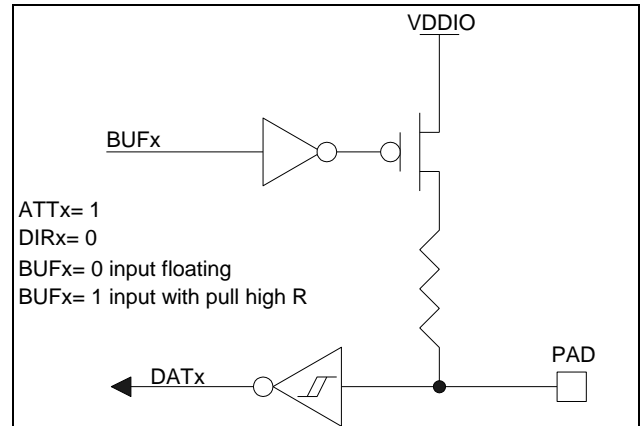 VDDIO
BUFx
ATTx= 1
DIRx= 0
BUFx= 0 input floating
BUFx= 1 input with pull high R
PAD
DATx